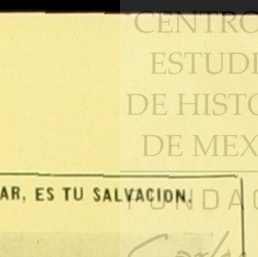 CENTRO
ESTUDI
DE HISTO
DE MEX
AR, ES TU SALVACION.
FUNDAC